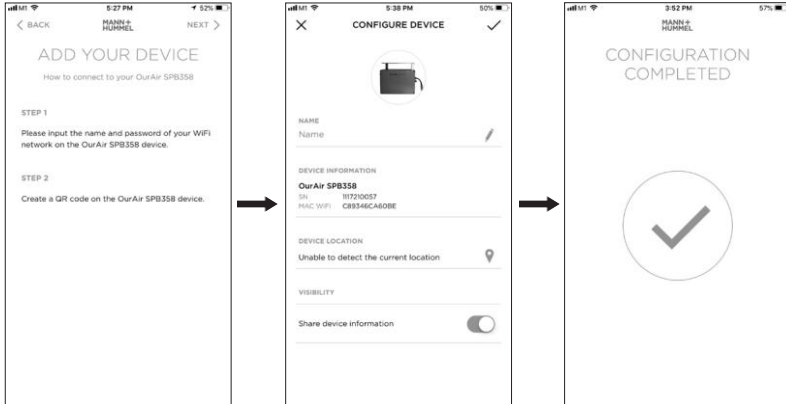 M1 5:27 PM 52%
BACK
MANN+
HUMMEL
NEXT
ADD YOUR DEVICE
How to connect to your OurAir SPB358
STEP 1
Please input the name and password of your WiFi
network on the OurAir SPB358 device.
STEP 2
Create a QR code on the OurAir SPB358 device.
M1 5:38 PM 50%
CONFIGURE DEVICE
NAME
Name
DEVICE INFORMATION
OurAir SPB358
SN 1117210057
MAC WIFI C89346CA60BE
DEVICE LOCATION
Unable to detect the current location
VISIBILITY
Share device information
M1 3:52 PM 57%
MANN+
HUMMEL
CONFIGURATION
COMPLETED